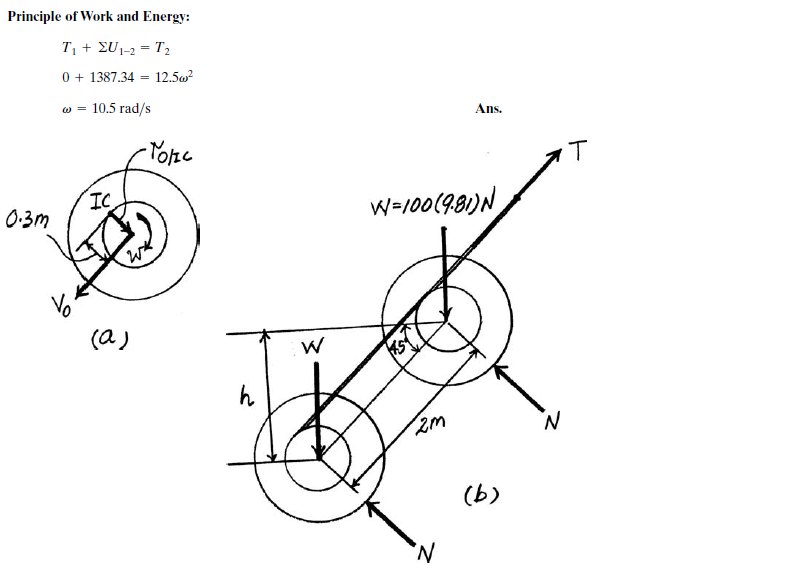 Principle of Work and Energy:
T₁ + ΣU₁₋₂ = T₂
0 + 1387.34 = 12.5ω²
ω = 10.5 rad/s Ans.
r₀/IC
T
IC
W=100(9.81)N
0.3m
W
V₀
(a)
W
45°
h
2m
N
(b)
N